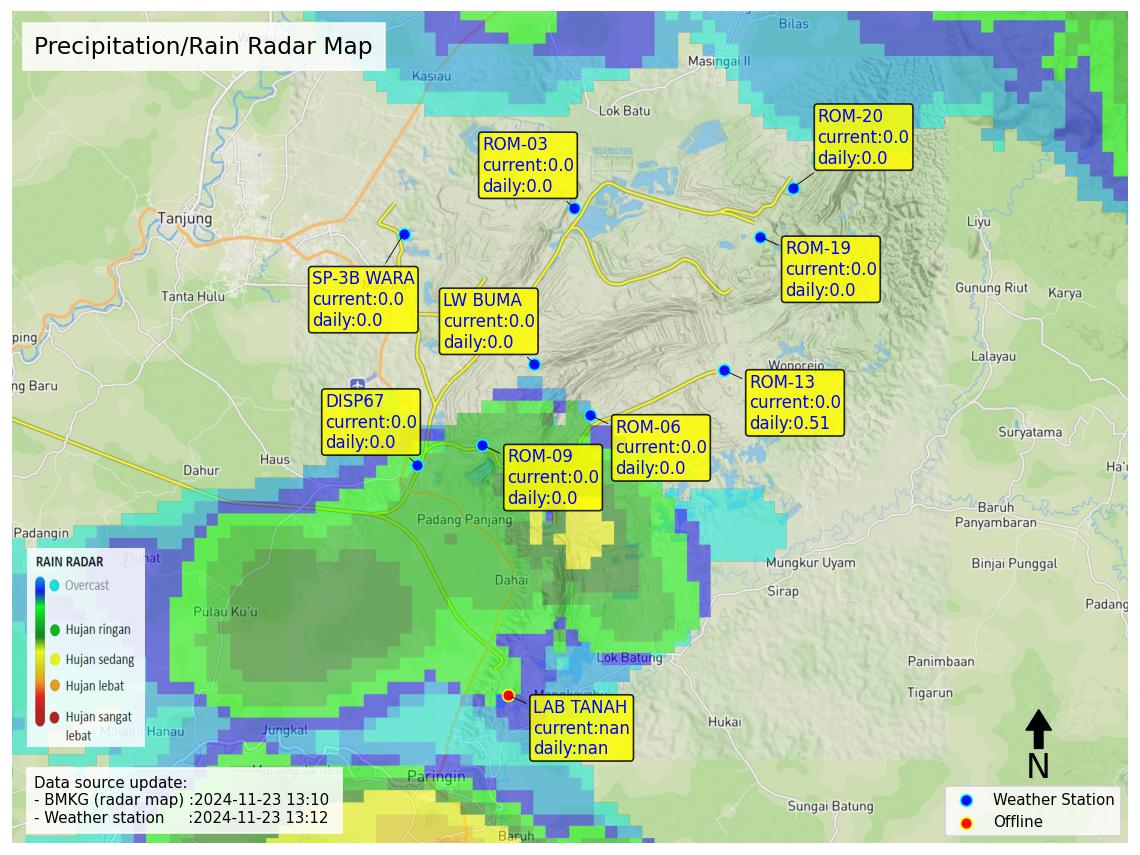 Precipitation/Rain Radar Map
Bilas
Masingai II
Kasiau
Lok Batu
ROM-20
current:0.0
daily:0.0
ROM-03
current:0.0
daily:0.0
Tanjung
Liyu
ROM-19
current:0.0
daily:0.0
SP-3B WARA
current:0.0
daily:0.0
LW BUMA
current:0.0
daily:0.0
Tanta Hulu
Gunung Riut
Karya
ping
Lalayau
Wonorejo
ng Baru
ROM-13
current:0.0
daily:0.51
DISP67
current:0.0
daily:0.0
ROM-06
current:0.0
daily:0.0
Suryatama
ROM-09
current:0.0
daily:0.0
Haus
Dahur
Ha'u
Baruh
Panyambaran
Padang Panjang
Padangin
Mungkur Uyam
Binjai Punggal
Dahai
Sirap
Padang
Pulau Ku'u
RAIN RADAR
Overcast
Hujan ringan
Hujan sedang
Hujan lebat
Hujan sangat
lebat
Lok Batung
Panimbaan
Tigarun
LAB TANAH
current:nan
daily:nan
Hukai
Jungkal
Paringin
N
Data source update:
- BMKG (radar map) :2024-11-23 13:10
- Weather station :2024-11-23 13:12
Sungai Batung
Baruh
Weather Station
Offline